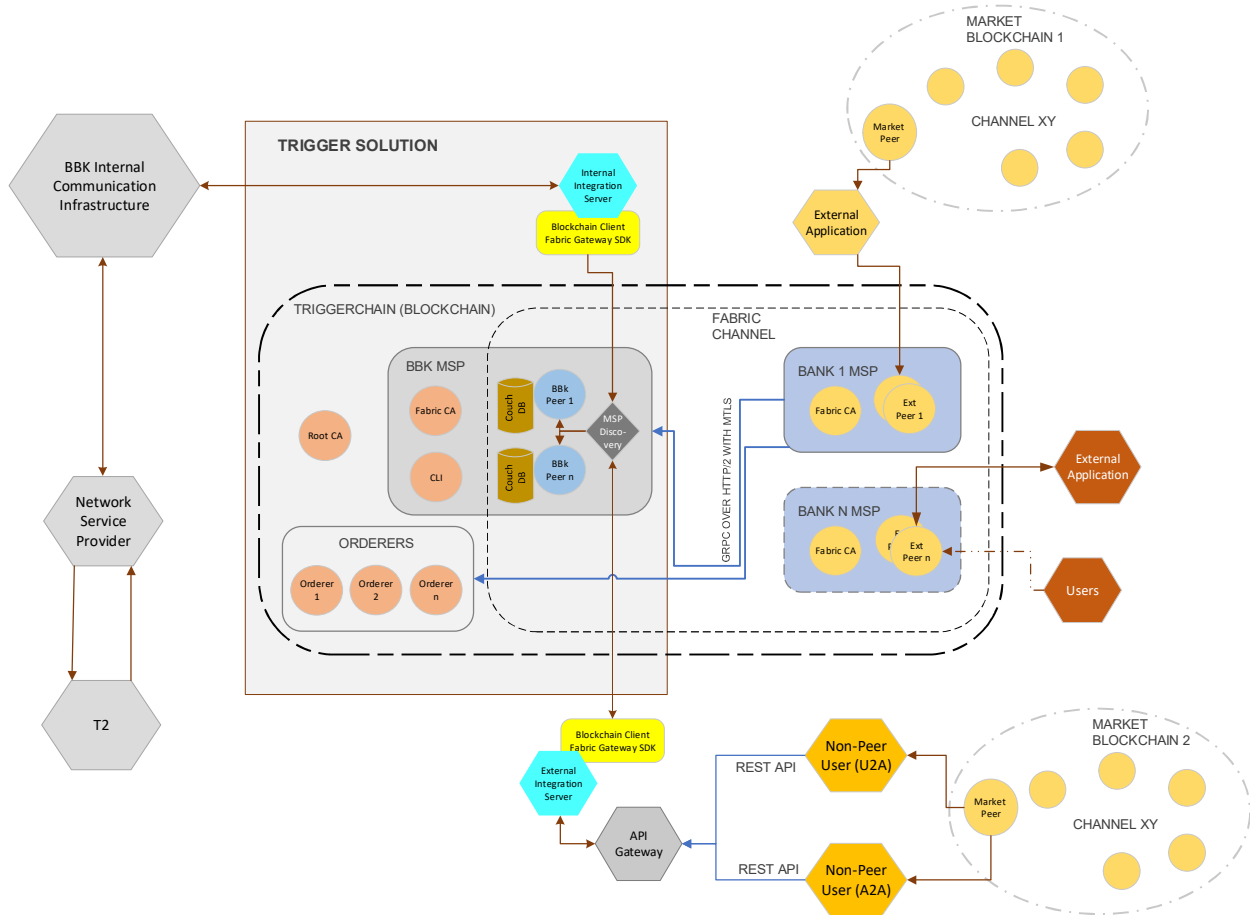 MARKET
BLOCKCHAIN 1
CHANNEL XY
Market
Peer
TRIGGER SOLUTION
BBK Internal
Communication
Infrastructure
Internal
Integration
Server
Blockchain Client
Fabric Gateway SDK
External
Application
TRIGGERCHAIN (BLOCKCHAIN)
FABRIC
CHANNEL
BBK MSP
Fabric CA
CLI
Couch
DB
BBk
Peer 1
Couch
DB
BBk
Peer n
MSP
Disco-
very
Root CA
GRPC OVER HTTP/2 WITH MTLS
BANK 1 MSP
Fabric CA
Ext
Peer 1
BANK N MSP
Fabric CA
Ext
Peer n
External
Application
Users
ORDERERS
Orderer
1
Orderer
2
Orderer
n
Network
Service
Provider
T2
Blockchain Client
Fabric Gateway SDK
External
Integration
Server
API
Gateway
REST API
REST API
Non-Peer
User (U2A)
Non-Peer
User (A2A)
MARKET
BLOCKCHAIN 2
Market
Peer
CHANNEL XY